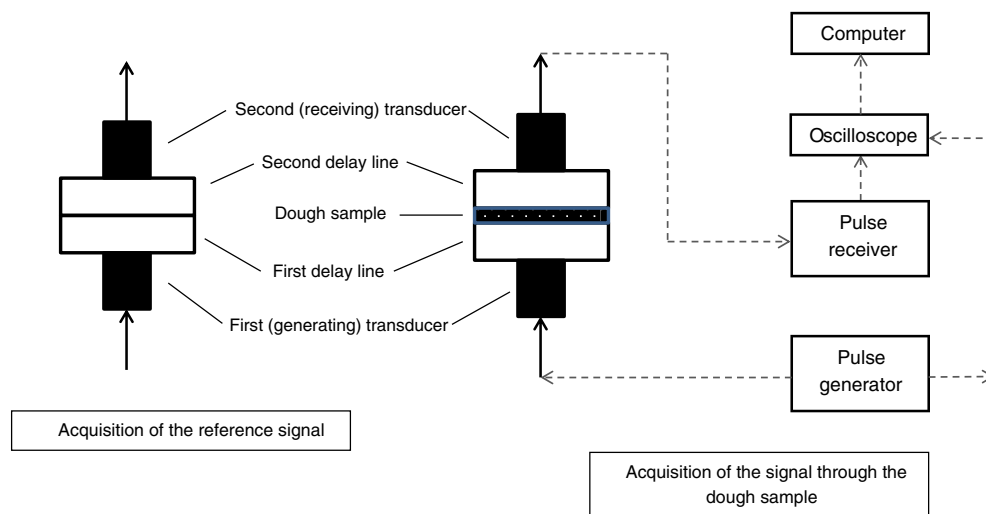 Computer
Second (receiving) transducer
Oscilloscope
Second delay line
Dough sample
Pulse
receiver
First delay line
First (generating) transducer
Pulse
generator
Acquisition of the reference signal
Acquisition of the signal through the
dough sample